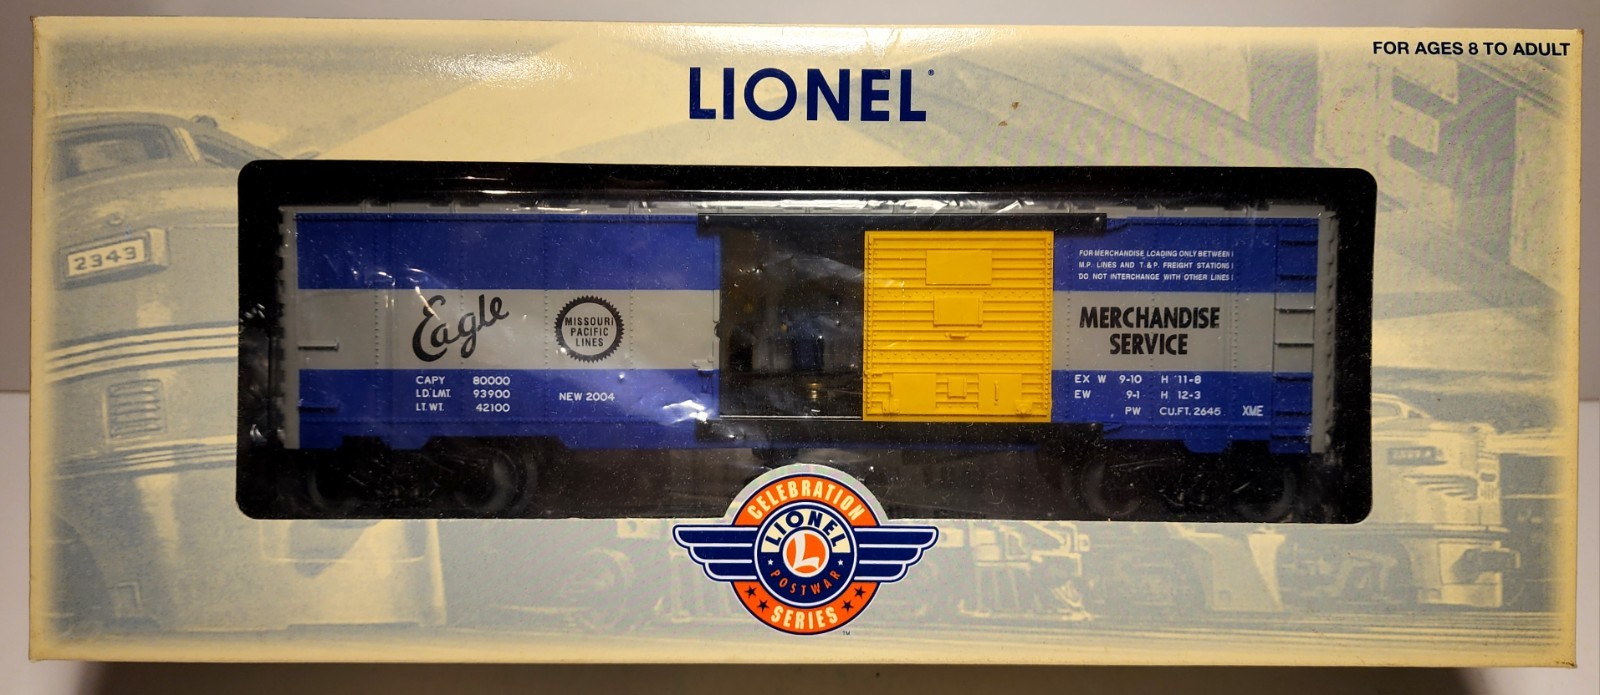 FOR AGES 8 TO ADULT
LIONEL
2343
Eagle
MISSOURI
PACIFIC
LINES
CAPY 80000
LD. LMT. 93900
LT. WT. 42100
NEW 2004
FOR MERCHANDISE LOADING ONLY BETWEEN
M.P. LINES AND T. & P. FREIGHT STATIONS
DO NOT INTERCHANGE WITH OTHER LINES
MERCHANDISE
SERVICE
EX W 9-10 H 11-8
EW 9-1 H 12-3
PW CU.FT. 2645 XME
CELEBRATION
LIONEL
L
POSTWAR
SERIES
TM